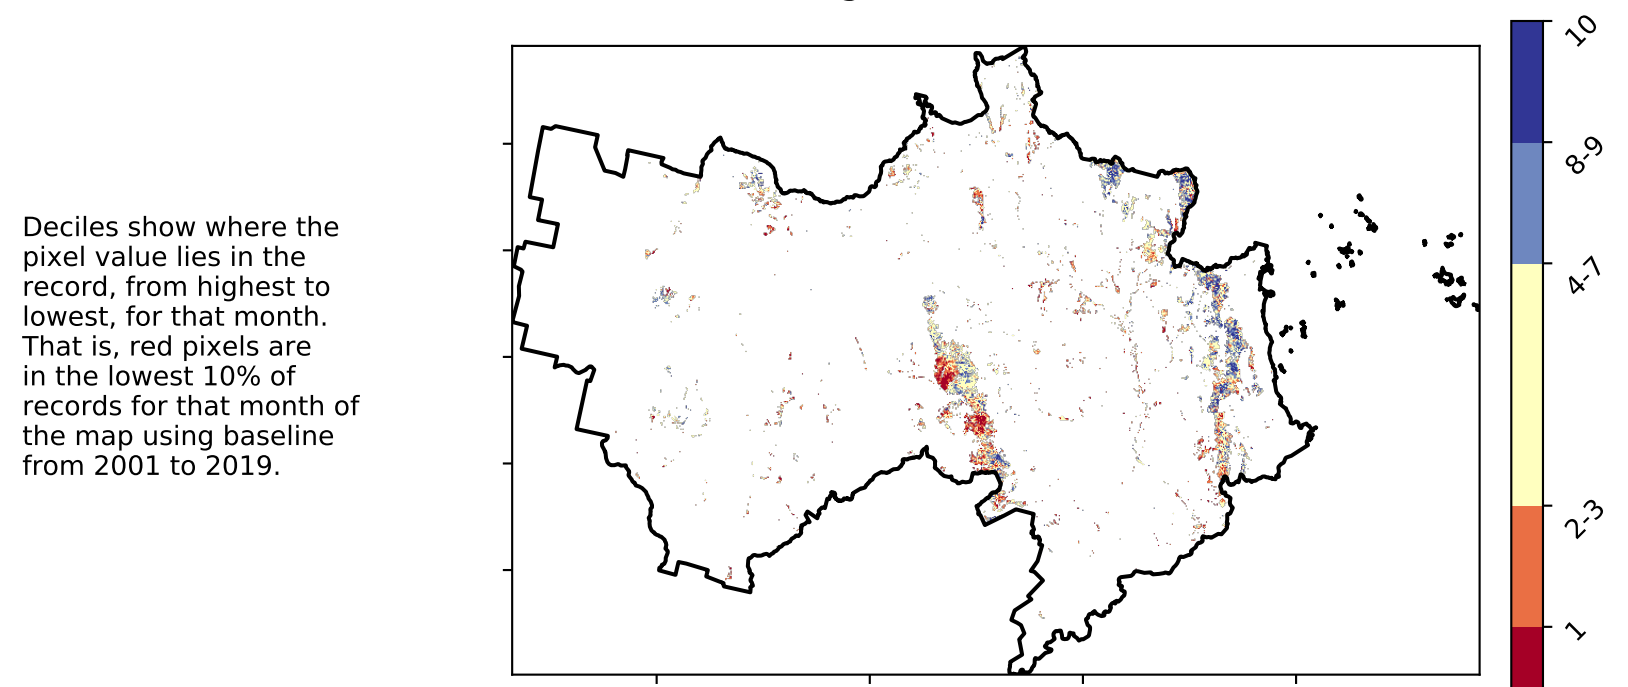 Deciles show where the
pixel value lies in the
record, from highest to
lowest, for that month.
That is, red pixels are
in the lowest 10% of
records for that month of
the map using baseline
from 2001 to 2019.
10
8-9
4-7
2-3
1